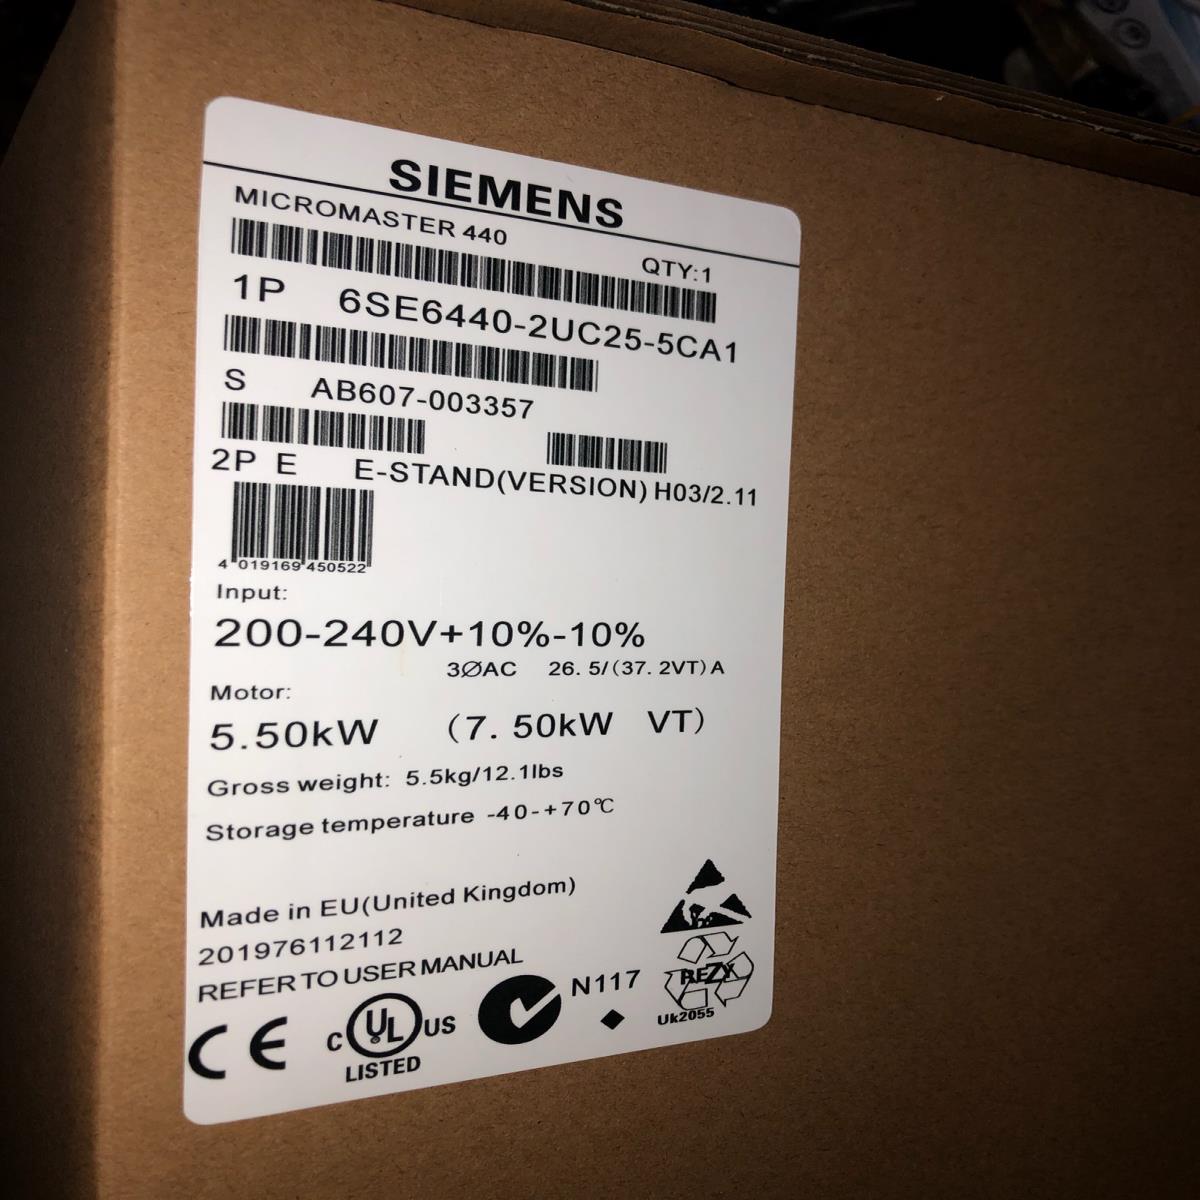 SIEMENS
MICROMASTER 440
QTY:1
1P 6SE6440-2UC25-5CA1
S AB607-003357
2P E E-STAND(VERSION) H03/2.11
4 019169 450522
Input:
200-240V+10%-10%
3ØAC 26.5/(37.2VT)A
Motor:
5.50kW (7.50kW VT)
Gross weight: 5.5kg/12.1lbs
Storage temperature -40-+70℃
Made in EU(United Kingdom)
201976112112
REFER TO USER MANUAL
CE
C UL US
LISTED
N117
REZY
Uk2055